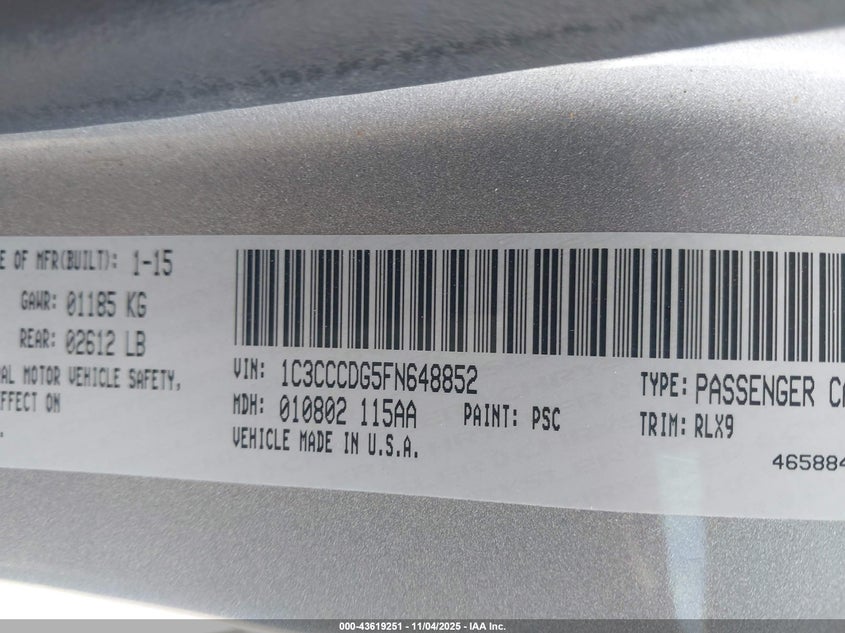 E OF MFR(BUILT): 1-15
GAWR: 01185 KG
REAR: 02612 LB
AL MOTOR VEHICLE SAFETY,
FFECT ON
VIN: 1C3CCCDG5FN648852
MDH: 010802 115AA PAINT: PSC
VEHICLE MADE IN U.S.A.
TYPE: PASSENGER CA
TRIM: RLX9
465884
000-43619251 - 11/04/2025 - IAA Inc.